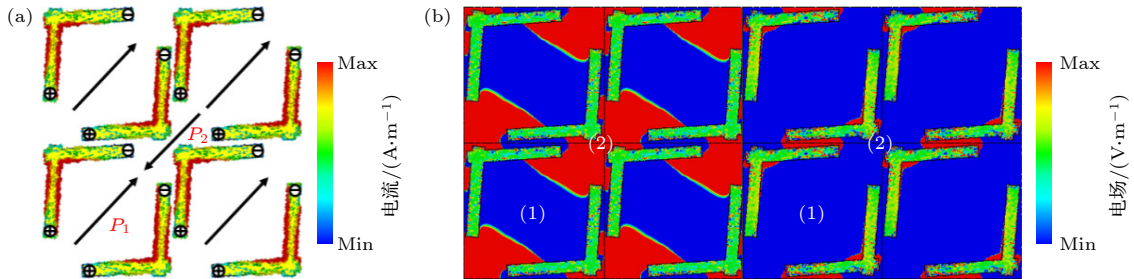 (a)
P₁
P₂
Max
电流/(A·m⁻¹)
Min
(b)
(2)
(2)
(1)
(1)
Max
电场/(V·m⁻¹)
Min